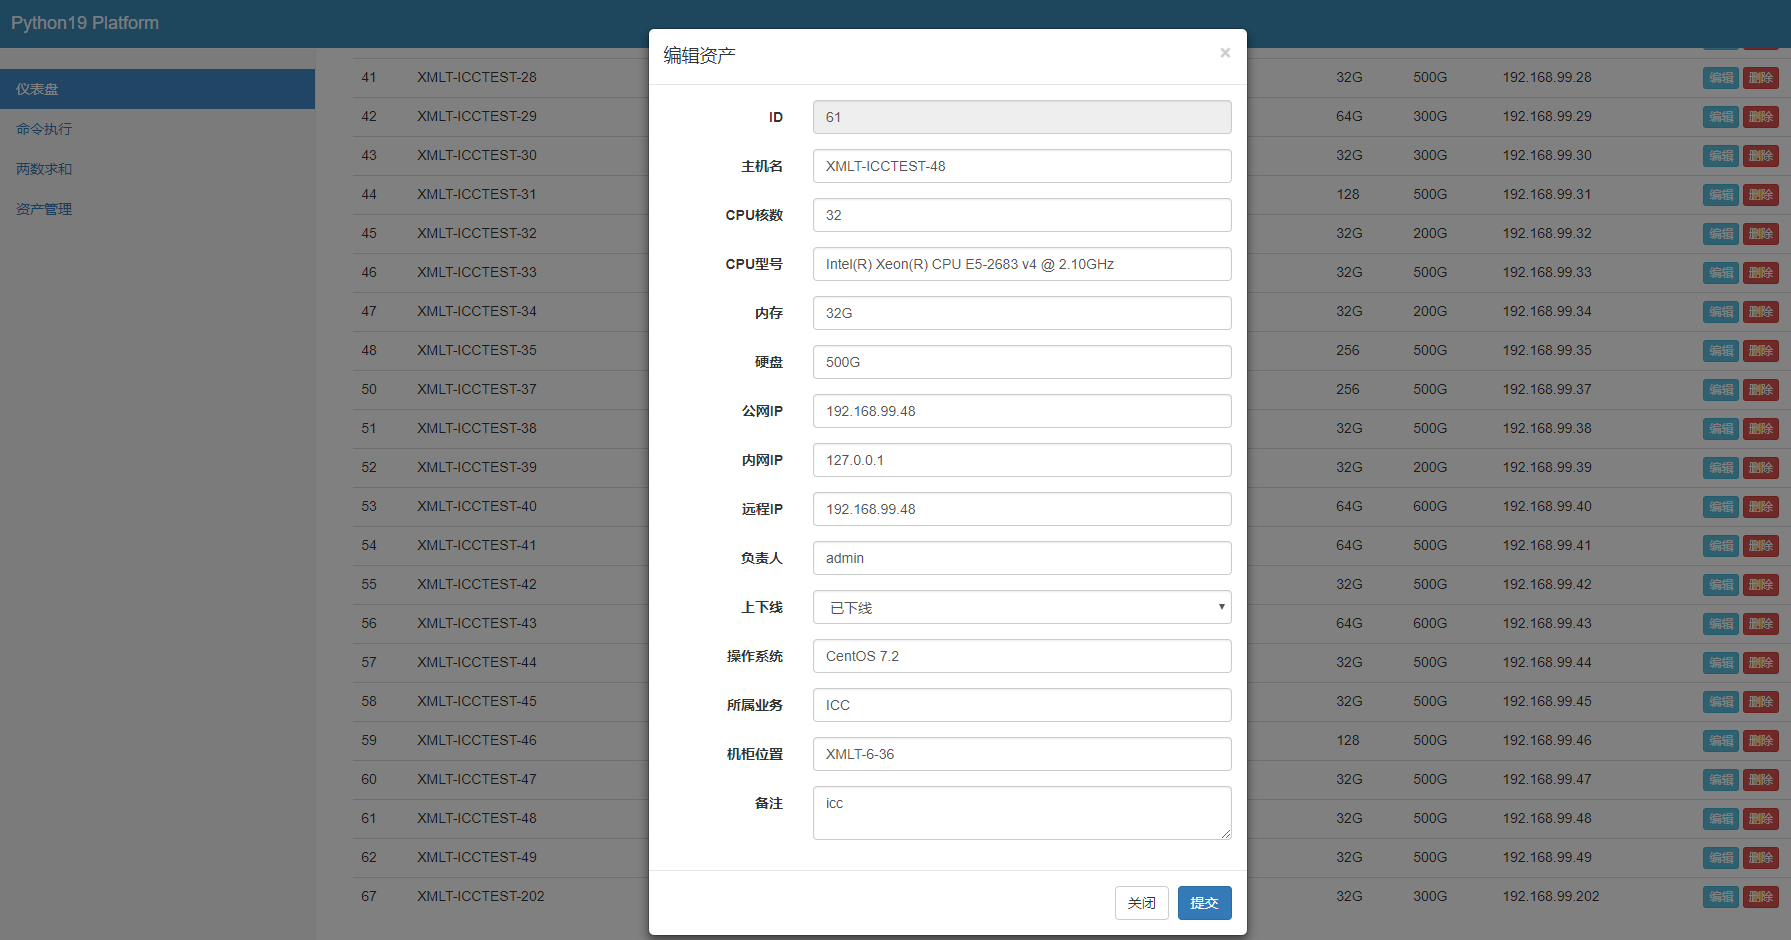 Python19 Platform
仪表盘
命令执行
两数求和
资产管理
编辑资产 ×
ID 61
主机名 XMLT-ICCTEST-48
CPU核数 32
CPU型号 Intel(R) Xeon(R) CPU E5-2683 v4 @ 2.10GHz
内存 32G
硬盘 500G
公网IP 192.168.99.48
内网IP 127.0.0.1
远程IP 192.168.99.48
负责人 admin
上下线 已下线
操作系统 CentOS 7.2
所属业务 ICC
机柜位置 XMLT-6-36
备注 icc
关闭 提交
41 XMLT-ICCTEST-28 32G 500G 192.168.99.28 编辑 删除
42 XMLT-ICCTEST-29 64G 300G 192.168.99.29 编辑 删除
43 XMLT-ICCTEST-30 32G 300G 192.168.99.30 编辑 删除
44 XMLT-ICCTEST-31 128 500G 192.168.99.31 编辑 删除
45 XMLT-ICCTEST-32 32G 200G 192.168.99.32 编辑 删除
46 XMLT-ICCTEST-33 32G 500G 192.168.99.33 编辑 删除
47 XMLT-ICCTEST-34 32G 200G 192.168.99.34 编辑 删除
48 XMLT-ICCTEST-35 256 500G 192.168.99.35 编辑 删除
50 XMLT-ICCTEST-37 256 500G 192.168.99.37 编辑 删除
51 XMLT-ICCTEST-38 32G 500G 192.168.99.38 编辑 删除
52 XMLT-ICCTEST-39 32G 200G 192.168.99.39 编辑 删除
53 XMLT-ICCTEST-40 64G 600G 192.168.99.40 编辑 删除
54 XMLT-ICCTEST-41 64G 500G 192.168.99.41 编辑 删除
55 XMLT-ICCTEST-42 32G 500G 192.168.99.42 编辑 删除
56 XMLT-ICCTEST-43 64G 600G 192.168.99.43 编辑 删除
57 XMLT-ICCTEST-44 32G 500G 192.168.99.44 编辑 删除
58 XMLT-ICCTEST-45 32G 500G 192.168.99.45 编辑 删除
59 XMLT-ICCTEST-46 128 500G 192.168.99.46 编辑 删除
60 XMLT-ICCTEST-47 32G 500G 192.168.99.47 编辑 删除
61 XMLT-ICCTEST-48 32G 500G 192.168.99.48 编辑 删除
62 XMLT-ICCTEST-49 32G 500G 192.168.99.49 编辑 删除
67 XMLT-ICCTEST-202 32G 300G 192.168.99.202 编辑 删除